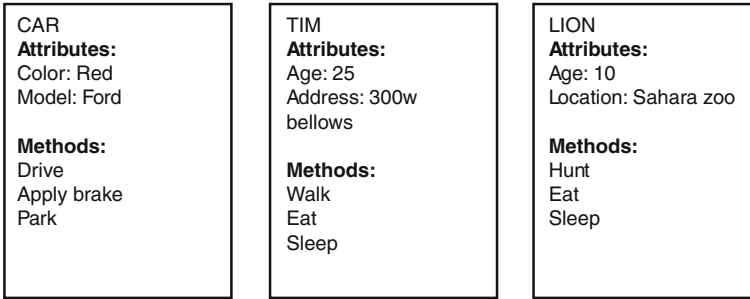 CAR
Attributes:
Color: Red
Model: Ford
Methods:
Drive
Apply brake
Park
TIM
Attributes:
Age: 25
Address: 300w
bellows
Methods:
Walk
Eat
Sleep
LION
Attributes:
Age: 10
Location: Sahara zoo
Methods:
Hunt
Eat
Sleep